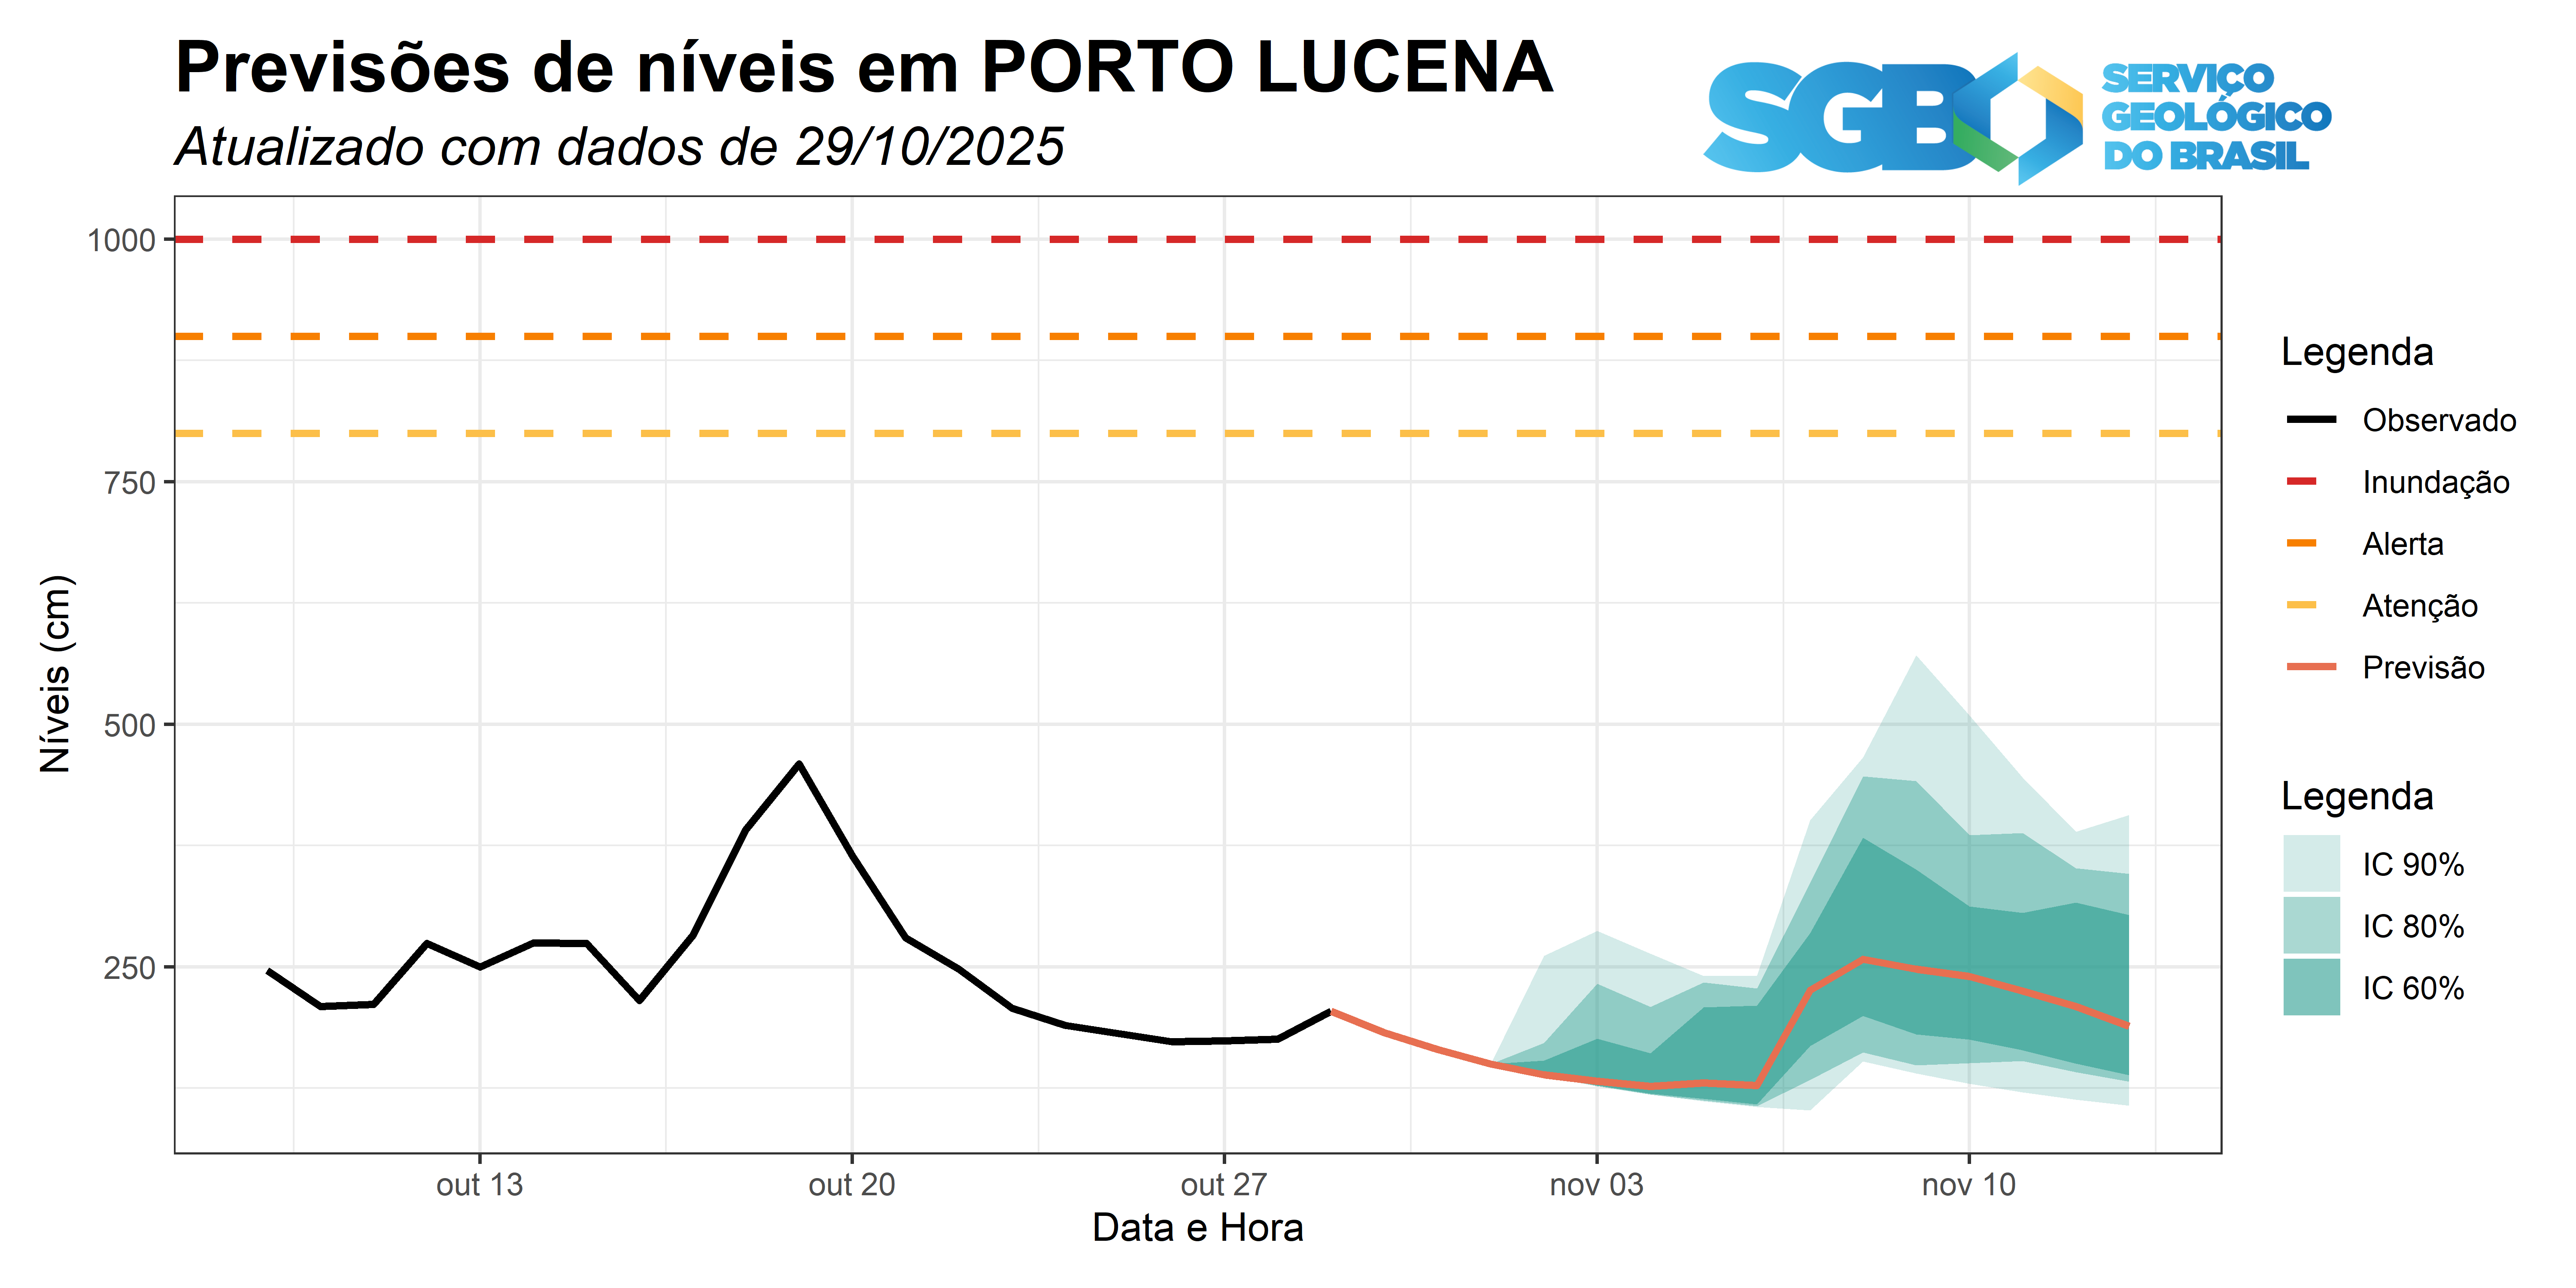 Previsões de níveis em PORTO LUCENA
Atualizado com dados de 29/10/2025
SGB
SERVIÇO
GEOLÓGICO
DO BRASIL
Níveis (cm)
1000
750
500
250
out 13
out 20
out 27
nov 03
nov 10
Data e Hora
Legenda
Observado
Inundação
Alerta
Atenção
Previsão
Legenda
IC 90%
IC 80%
IC 60%